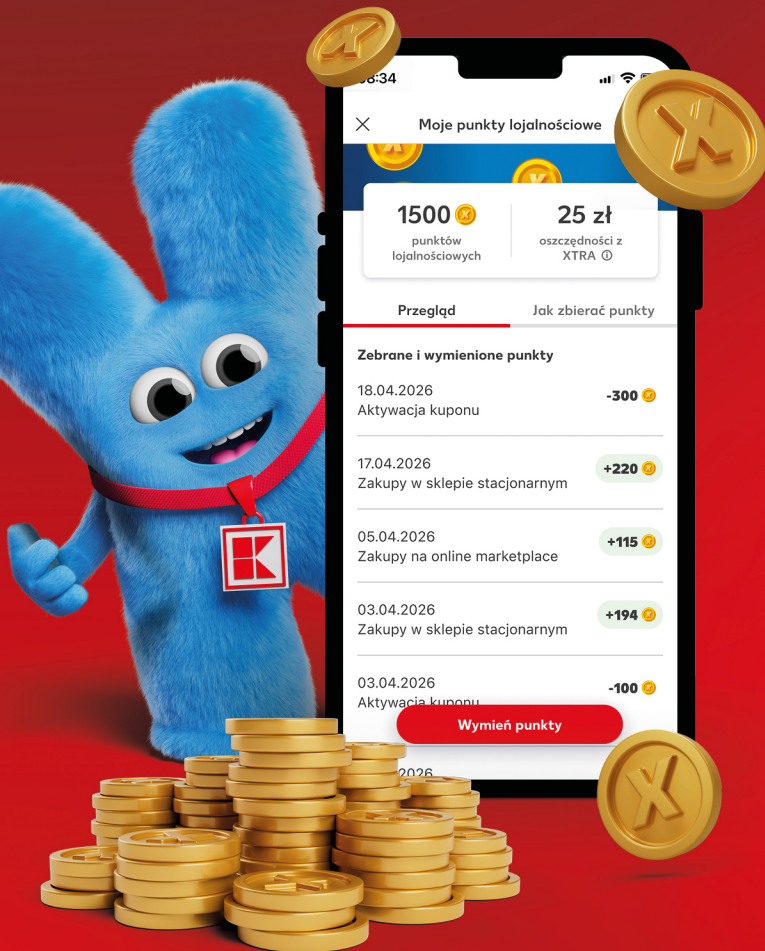 08:34
Moje punkty lojalnościowe
1500
25 zł
punktów
lojalnościowych
oszczędności z
XTRA
Przegląd
Jak zbierać punkty
Zebrane i wymienione punkty
18.04.2026
Aktywacja kuponu
-300
17.04.2026
Zakupy w sklepie stacjonarnym
+220
05.04.2026
Zakupy na online marketplace
+115
03.04.2026
Zakupy w sklepie stacjonarnym
+194
03.04.2026
Aktywacja kuponu
-100
Wymień punkty
2026
K
X
X
X